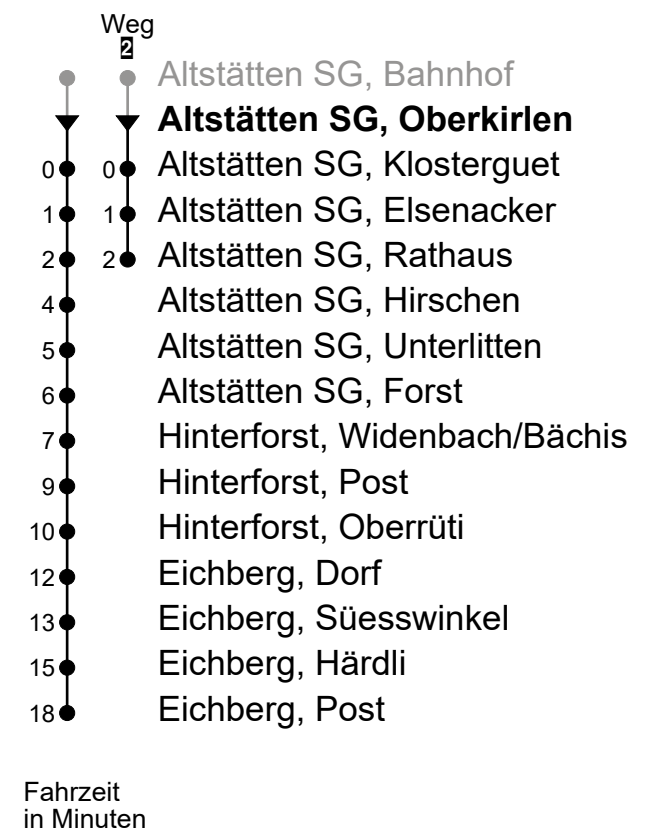 Weg
2
Altstätten SG, Bahnhof
Altstätten SG, Oberkirlen
0 0 Altstätten SG, Klosterguet
1 1 Altstätten SG, Elsenacker
2 2 Altstätten SG, Rathaus
4 Altstätten SG, Hirschen
5 Altstätten SG, Unterlitten
6 Altstätten SG, Forst
7 Hinterforst, Widenbach/Bächis
9 Hinterforst, Post
10 Hinterforst, Oberrüti
12 Eichberg, Dorf
13 Eichberg, Süesswinkel
15 Eichberg, Härdli
18 Eichberg, Post
Fahrzeit
in Minuten